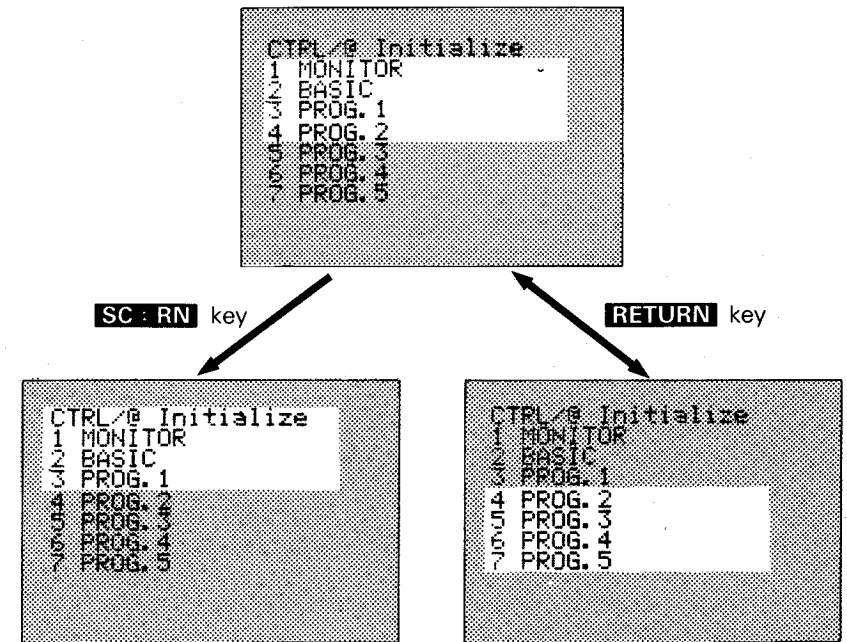 CTRL/@ Initialize
1 MONITOR
2 BASIC
3 PROG.1
4 PROG.2
5 PROG.3
6 PROG.4
7 PROG.5
SC:RN key
RETURN key
CTRL/@ Initialize
1 MONITOR
2 BASIC
3 PROG.1
4 PROG.2
5 PROG.3
6 PROG.4
7 PROG.5
CTRL/@ Initialize
1 MONITOR
2 BASIC
3 PROG.1
4 PROG.2
5 PROG.3
6 PROG.4
7 PROG.5